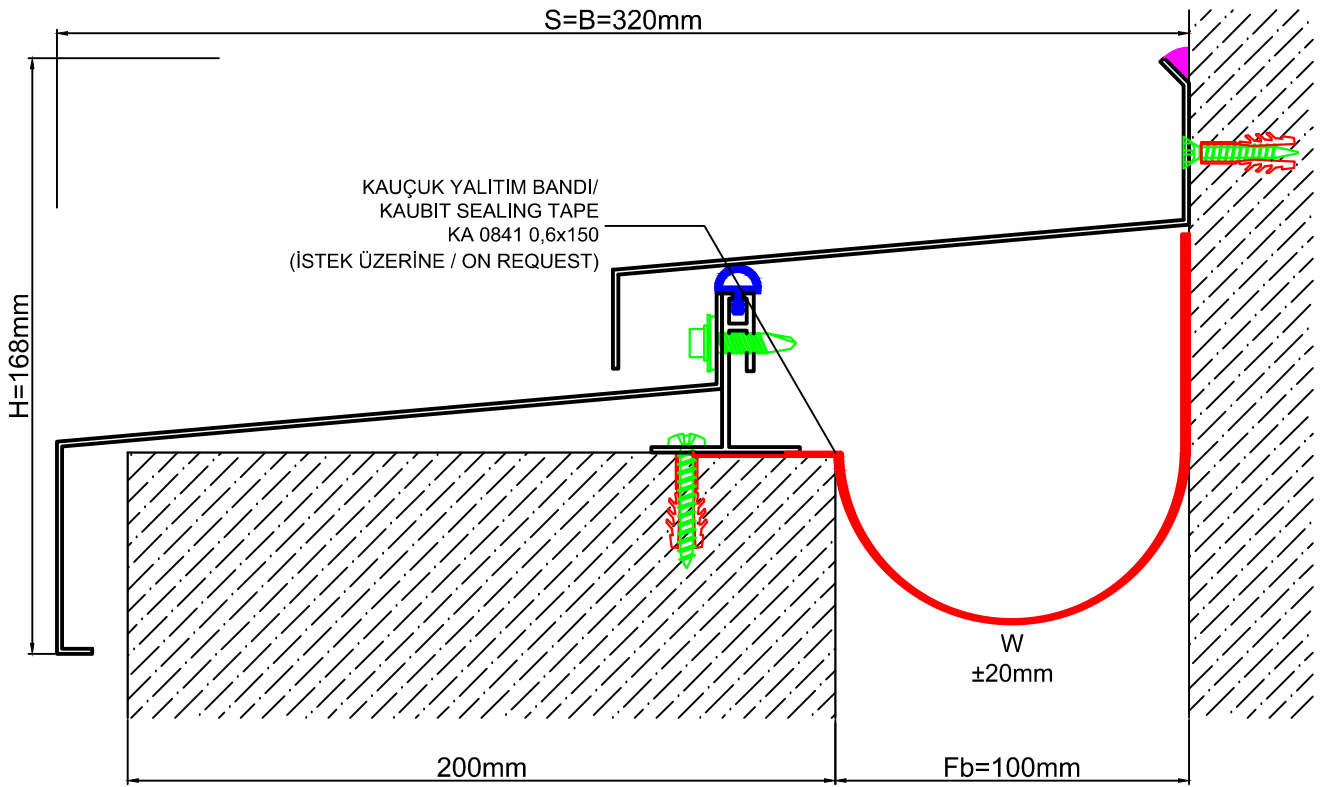 S=B=320mm
KAUÇUK YALITIM BANDI/
KAUBIT SEALING TAPE
KA 0841 0,6x150
(İSTEK ÜZERİNE / ON REQUEST)
H=168mm
W
±20mm
200mm
Fb=100mm